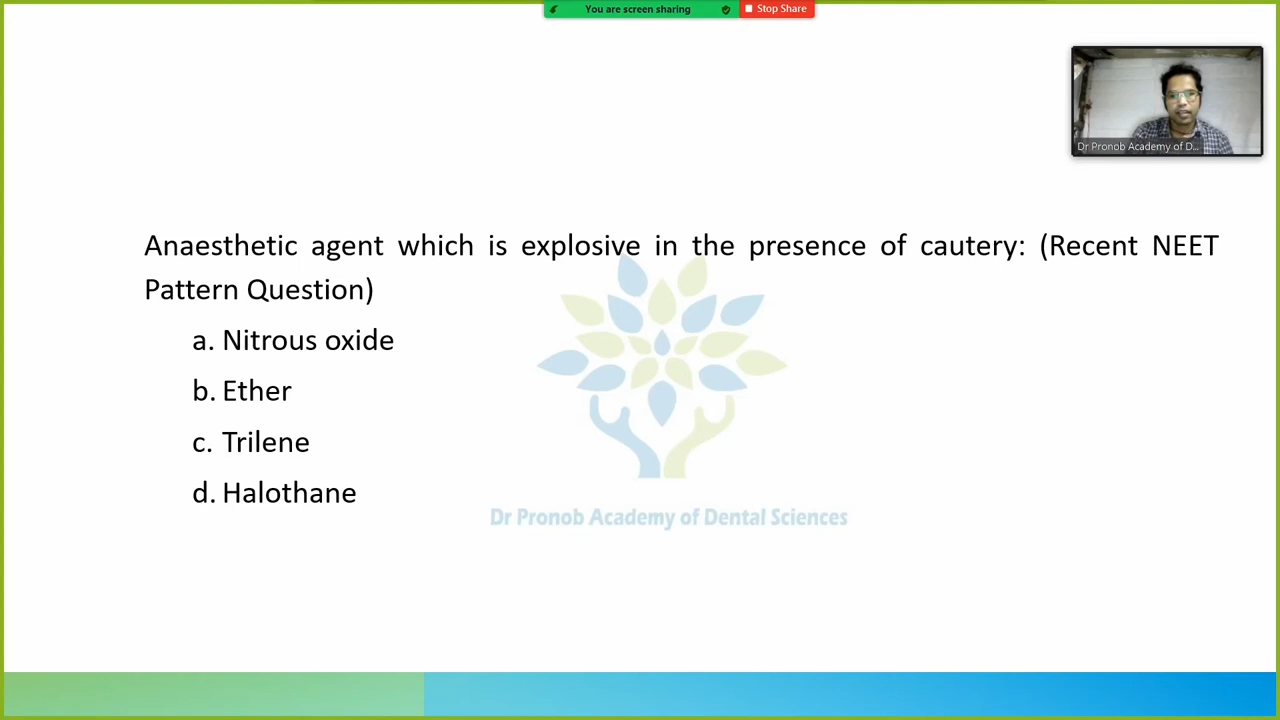 You are screen sharing
Stop Share
Dr Pronob Academy of D...
Anaesthetic agent which is explosive in the presence of cautery: (Recent NEET
Pattern Question)
a. Nitrous oxide
b. Ether
c. Trilene
d. Halothane
Dr Pronob Academy of Dental Sciences